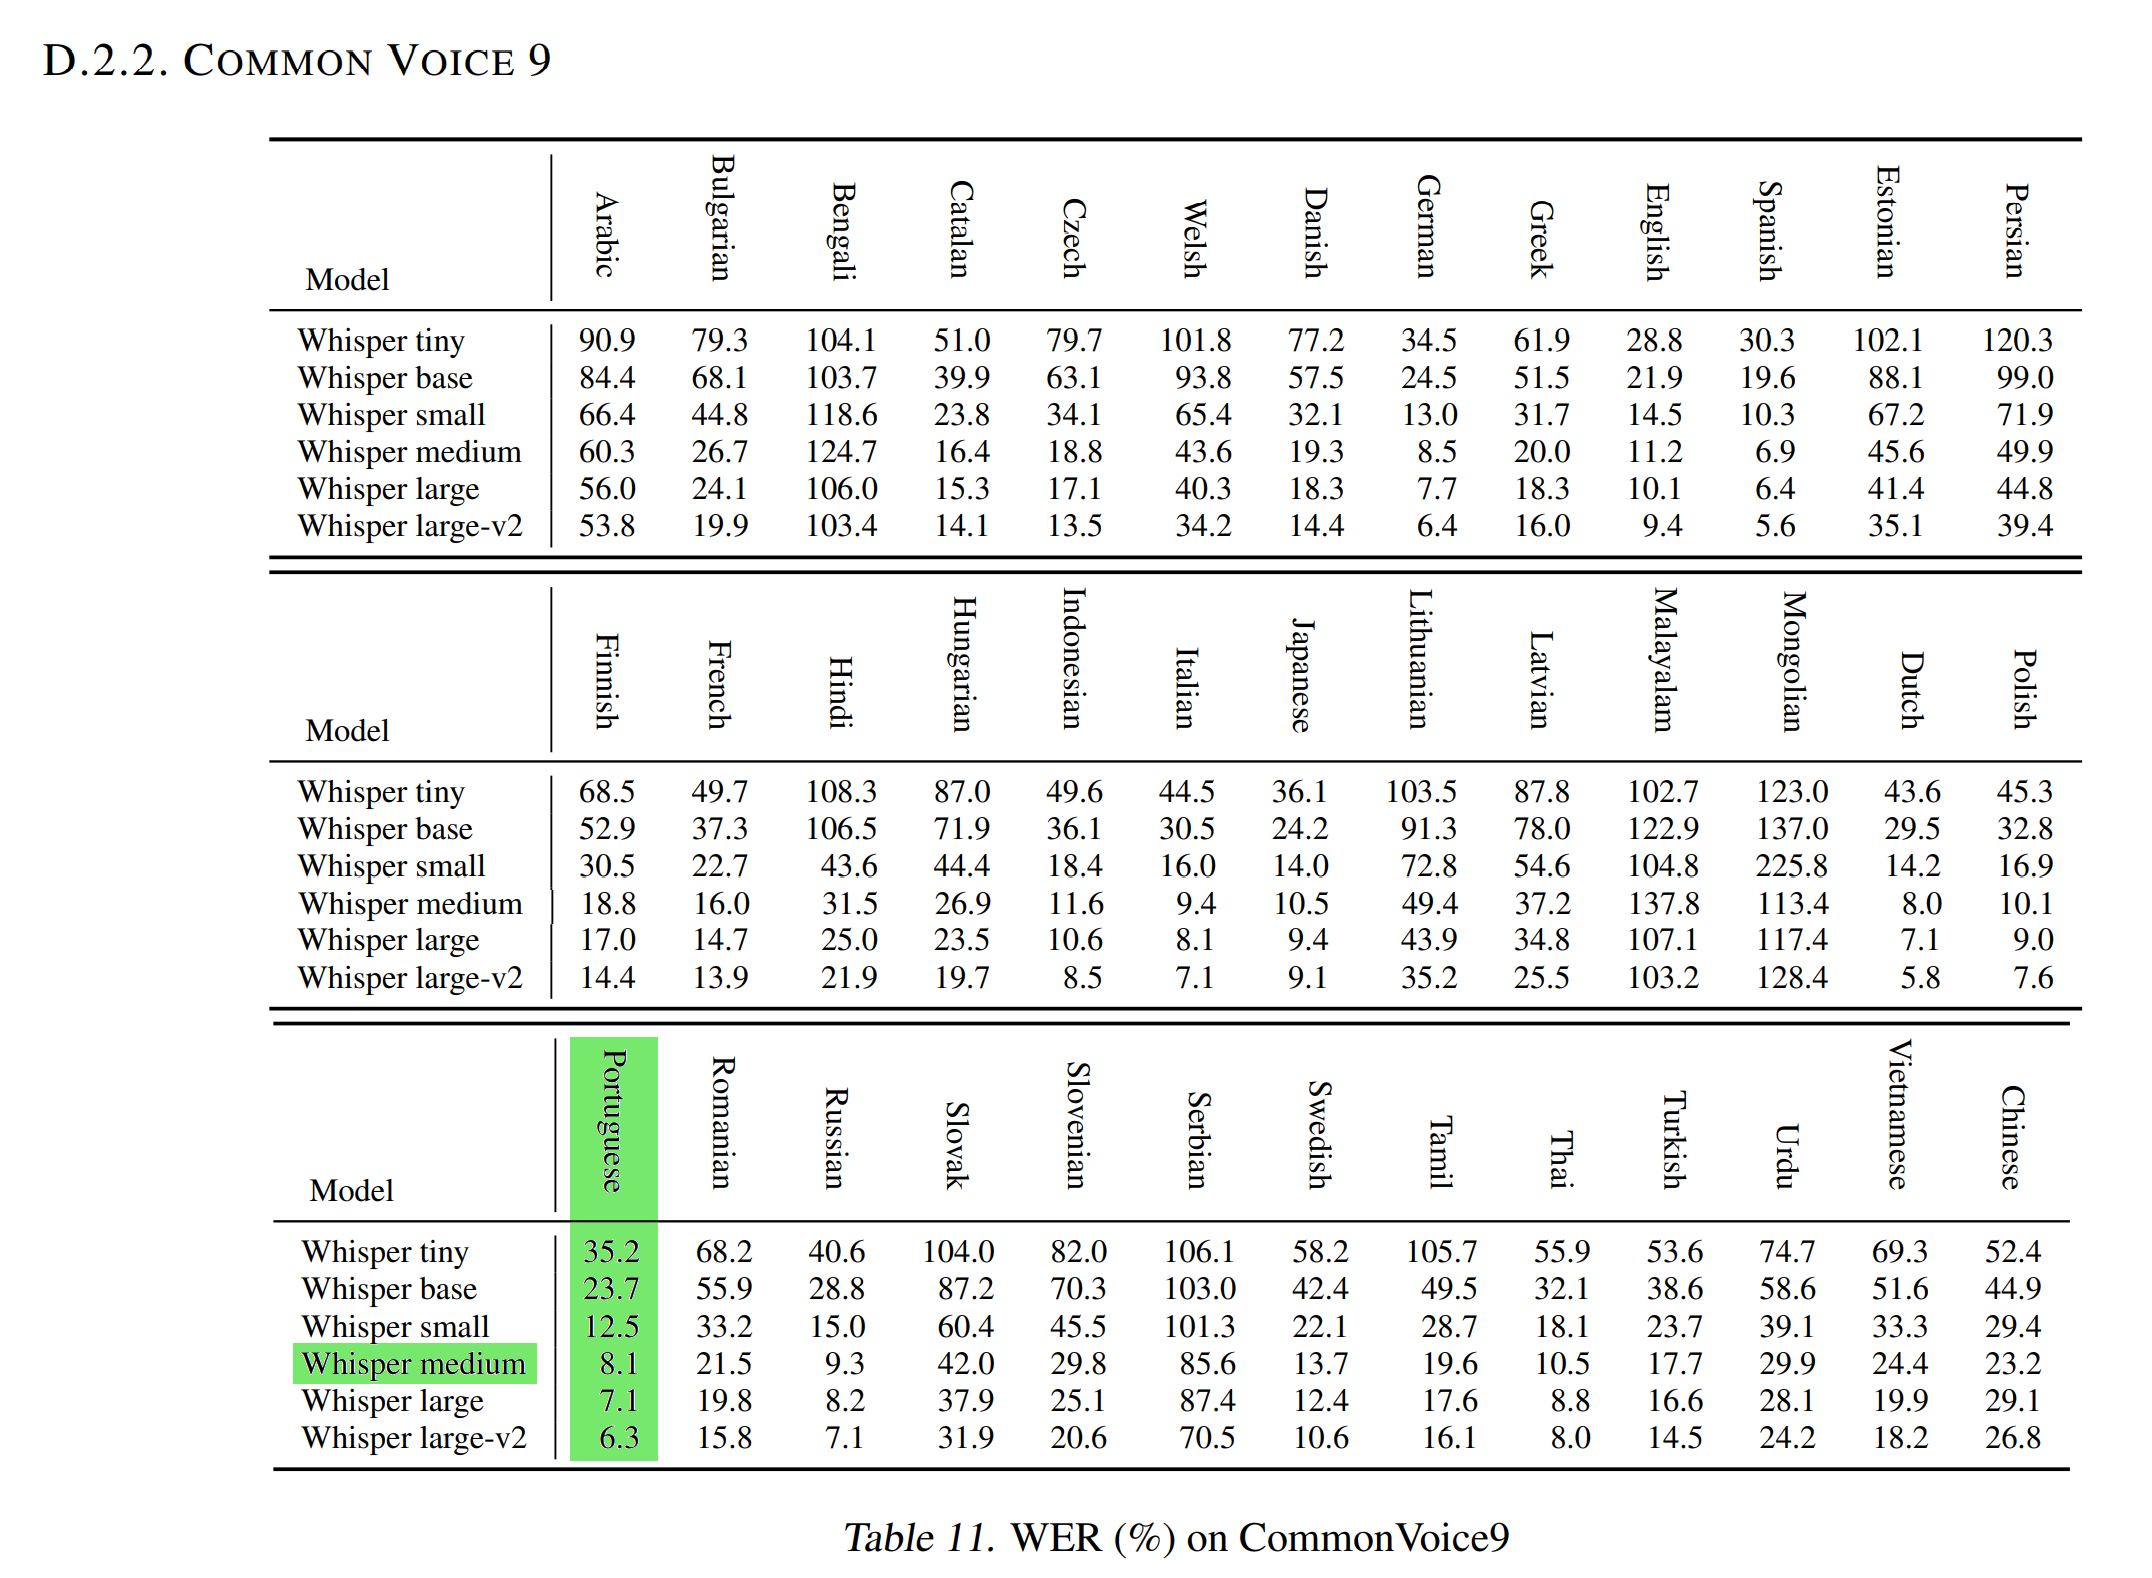 D.2.2. COMMON VOICE 9
Model Arabic Bulgarian Bengali Catalan Czech Welsh Danish German Greek English Spanish Estonian Persian
Whisper tiny 90.9 79.3 104.1 51.0 79.7 101.8 77.2 34.5 61.9 28.8 30.3 102.1 120.3
Whisper base 84.4 68.1 103.7 39.9 63.1 93.8 57.5 24.5 51.5 21.9 19.6 88.1 99.0
Whisper small 66.4 44.8 118.6 23.8 34.1 65.4 32.1 13.0 31.7 14.5 10.3 67.2 71.9
Whisper medium 60.3 26.7 124.7 16.4 18.8 43.6 19.3 8.5 20.0 11.2 6.9 45.6 49.9
Whisper large 56.0 24.1 106.0 15.3 17.1 40.3 18.3 7.7 18.3 10.1 6.4 41.4 44.8
Whisper large-v2 53.8 19.9 103.4 14.1 13.5 34.2 14.4 6.4 16.0 9.4 5.6 35.1 39.4
Model Finnish French Hindi Hungarian Indonesian Italian Japanese Lithuanian Latvian Malayalam Mongolian Dutch Polish
Whisper tiny 68.5 49.7 108.3 87.0 49.6 44.5 36.1 103.5 87.8 102.7 123.0 43.6 45.3
Whisper base 52.9 37.3 106.5 71.9 36.1 30.5 24.2 91.3 78.0 122.9 137.0 29.5 32.8
Whisper small 30.5 22.7 43.6 44.4 18.4 16.0 14.0 72.8 54.6 104.8 225.8 14.2 16.9
Whisper medium 18.8 16.0 31.5 26.9 11.6 9.4 10.5 49.4 37.2 137.8 113.4 8.0 10.1
Whisper large 17.0 14.7 25.0 23.5 10.6 8.1 9.4 43.9 34.8 107.1 117.4 7.1 9.0
Whisper large-v2 14.4 13.9 21.9 19.7 8.5 7.1 9.1 35.2 25.5 103.2 128.4 5.8 7.6
Model Portuguese Romanian Russian Slovak Slovenian Serbian Swedish Tamil Thai Turkish Urdu Vietnamese Chinese
Whisper tiny 35.2 68.2 40.6 104.0 82.0 106.1 58.2 105.7 55.9 53.6 74.7 69.3 52.4
Whisper base 23.7 55.9 28.8 87.2 70.3 103.0 42.4 49.5 32.1 38.6 58.6 51.6 44.9
Whisper small 12.5 33.2 15.0 60.4 45.5 101.3 22.1 28.7 18.1 23.7 39.1 33.3 29.4
Whisper medium 8.1 21.5 9.3 42.0 29.8 85.6 13.7 19.6 10.5 17.7 29.9 24.4 23.2
Whisper large 7.1 19.8 8.2 37.9 25.1 87.4 12.4 17.6 8.8 16.6 28.1 19.9 29.1
Whisper large-v2 6.3 15.8 7.1 31.9 20.6 70.5 10.6 16.1 8.0 14.5 24.2 18.2 26.8
Table 11. WER (%) on CommonVoice9